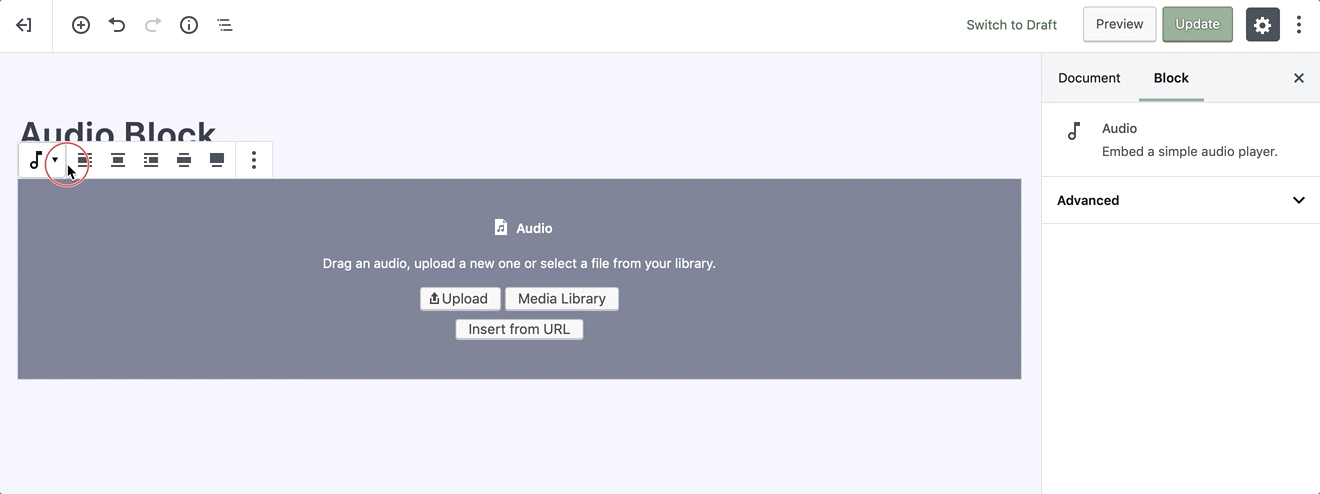 Switch to Draft Preview Update
Document Block
Audio
Embed a simple audio player.
Advanced
Audio Block
Audio
Drag an audio, upload a new one or select a file from your library.
Upload Media Library
Insert from URL